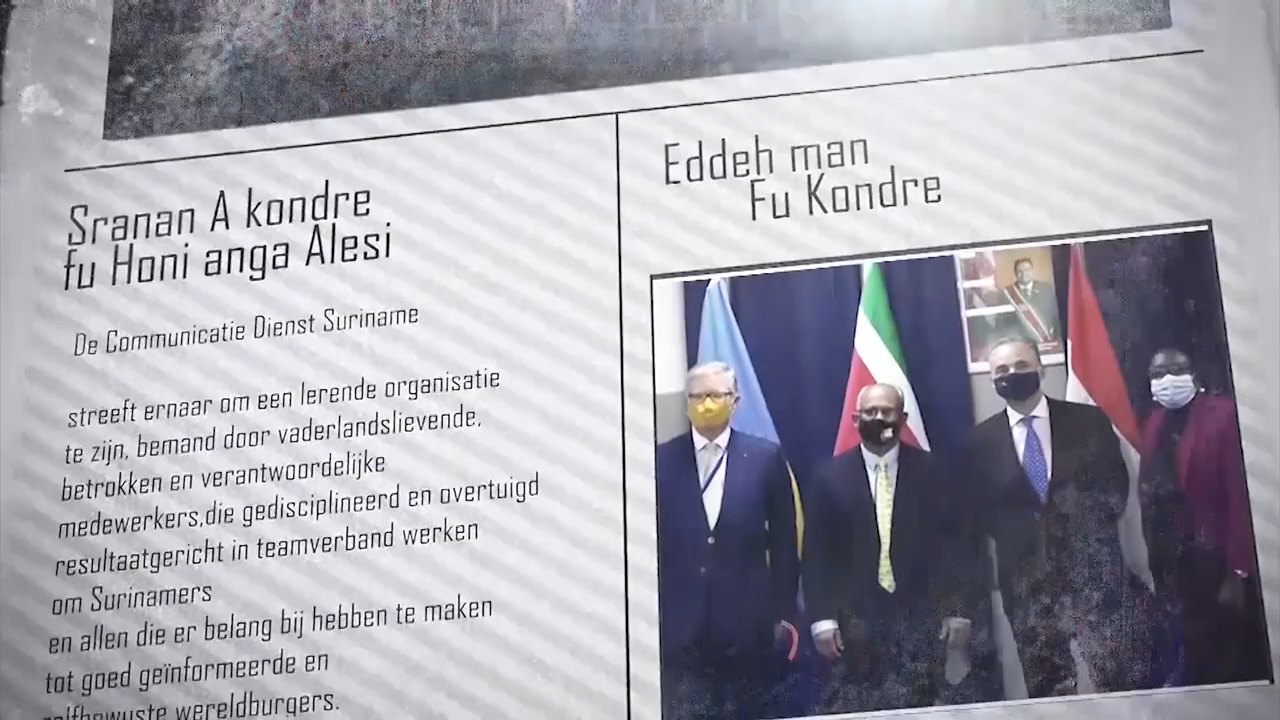 Sranan A kondre
fu Honi anga Alesi
De Communicatie Dienst Suriname
streeft ernaar om een lerende organisatie
te zijn, bemand door vaderlandslievende,
betrokken en verantwoordelijke
medewerkers,die gedisciplineerd en overtuigd
resultaatgericht in teamverband werken
om Surinamers
en allen die er belang bij hebben te maken
tot goed geïnformeerde en
zelfbewuste wereldburgers.
Eddeh man
Fu Kondre